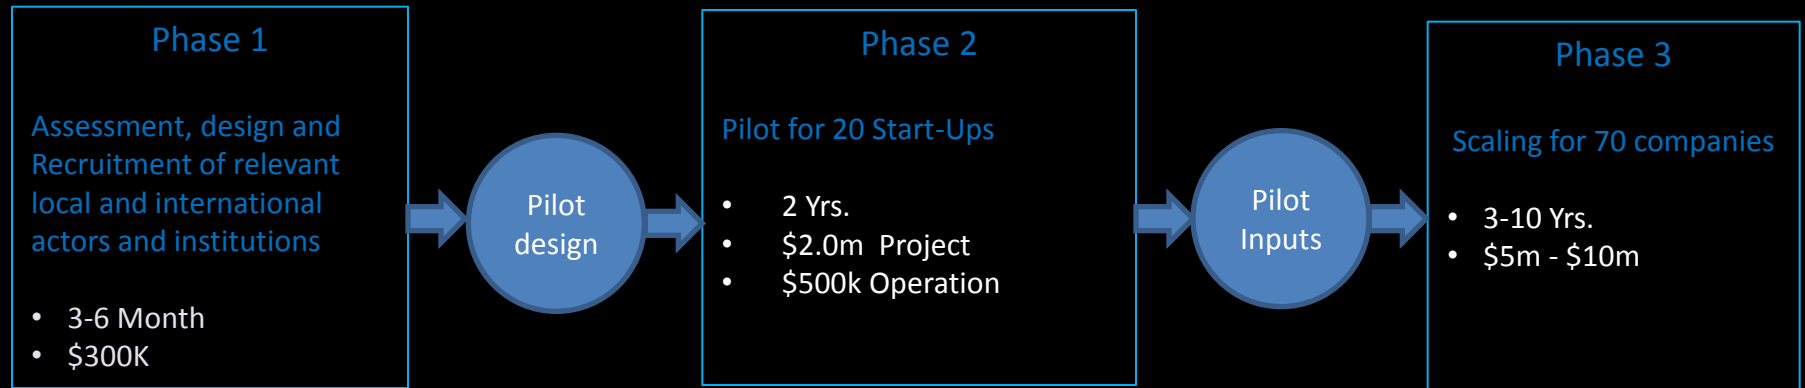 Phase 1
Assessment, design and
Recruitment of relevant
local and international
actors and institutions
• 3-6 Month
• $300K
Pilot
design
Phase 2
Pilot for 20 Start-Ups
• 2 Yrs.
• $2.0m  Project
• $500k Operation
Pilot
Inputs
Phase 3
Scaling for 70 companies
• 3-10 Yrs.
• $5m - $10m